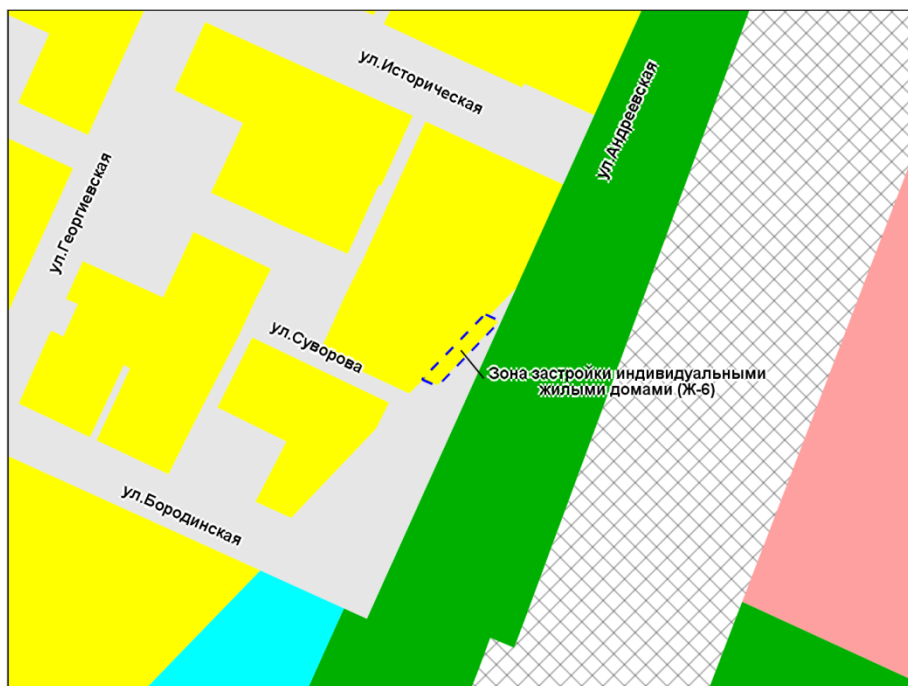 ул.Историческая
ул.Андреевская
ул.Георгиевская
ул.Суворова
Зона застройки индивидуальными
жилыми домами (Ж-6)
ул.Бородинская